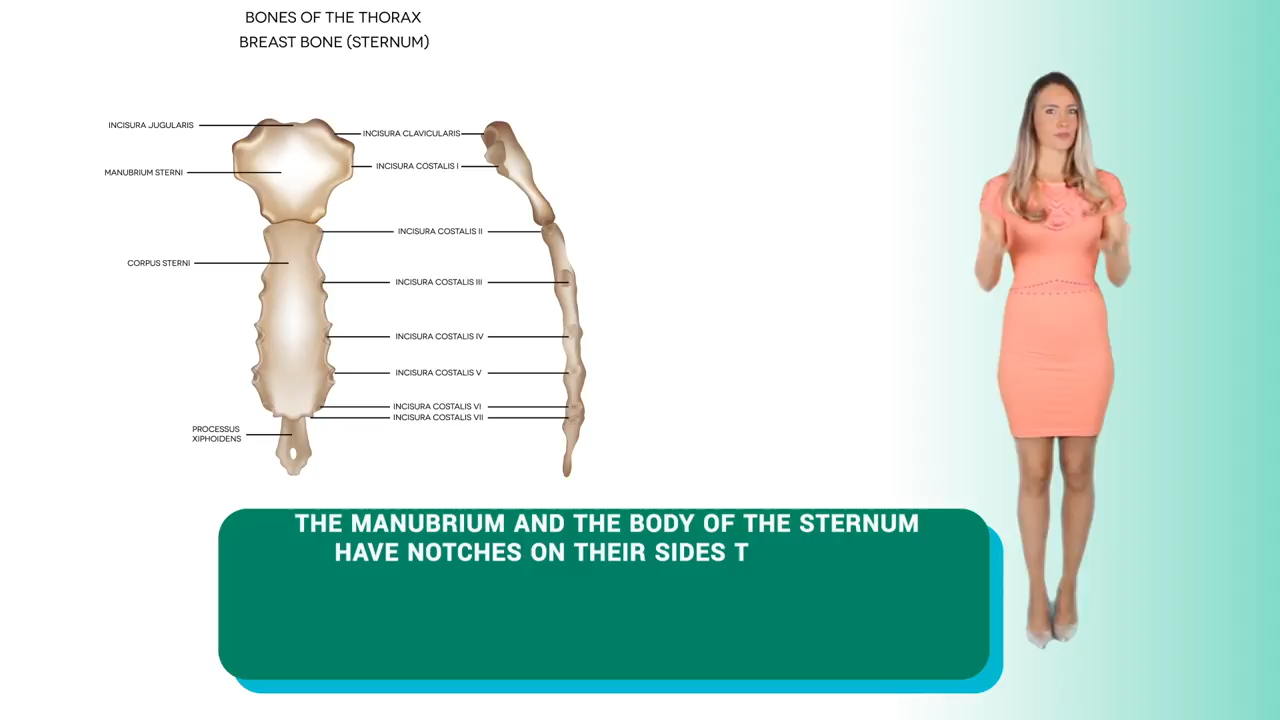 BONES OF THE THORAX
BREAST BONE (STERNUM)
INCISURA JUGULARIS
INCISURA CLAVICULARIS
MANUBRIUM STERNI
INCISURA COSTALIS I
INCISURA COSTALIS II
CORPUS STERNI
INCISURA COSTALIS III
INCISURA COSTALIS IV
INCISURA COSTALIS V
INCISURA COSTALIS VI
INCISURA COSTALIS VII
PROCESSUS
XIPHOIDENS
THE MANUBRIUM AND THE BODY OF THE STERNUM
HAVE NOTCHES ON THEIR SIDES T